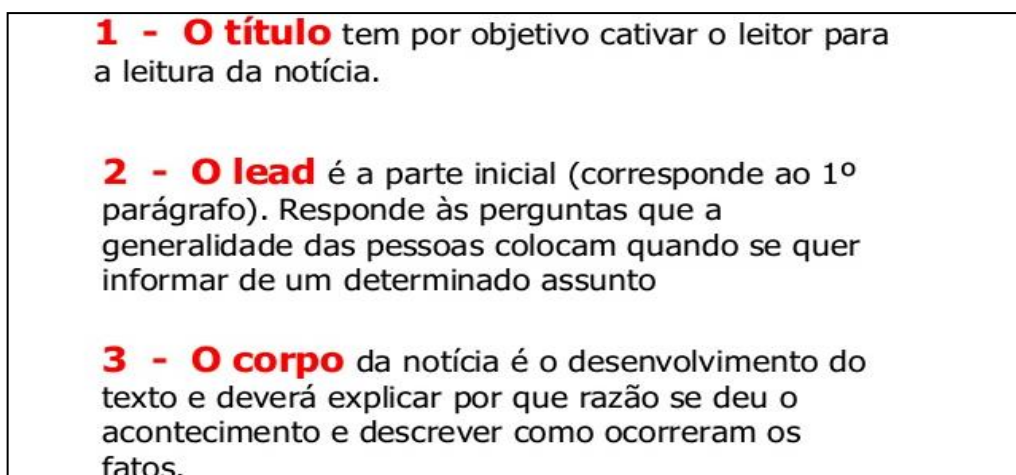 1 - O título tem por objetivo cativar o leitor para
a leitura da notícia.
2 - O lead é a parte inicial (corresponde ao 1º
parágrafo). Responde às perguntas que a
generalidade das pessoas colocam quando se quer
informar de um determinado assunto
3 - O corpo da notícia é o desenvolvimento do
texto e deverá explicar por que razão se deu o
acontecimento e descrever como ocorreram os
fatos.